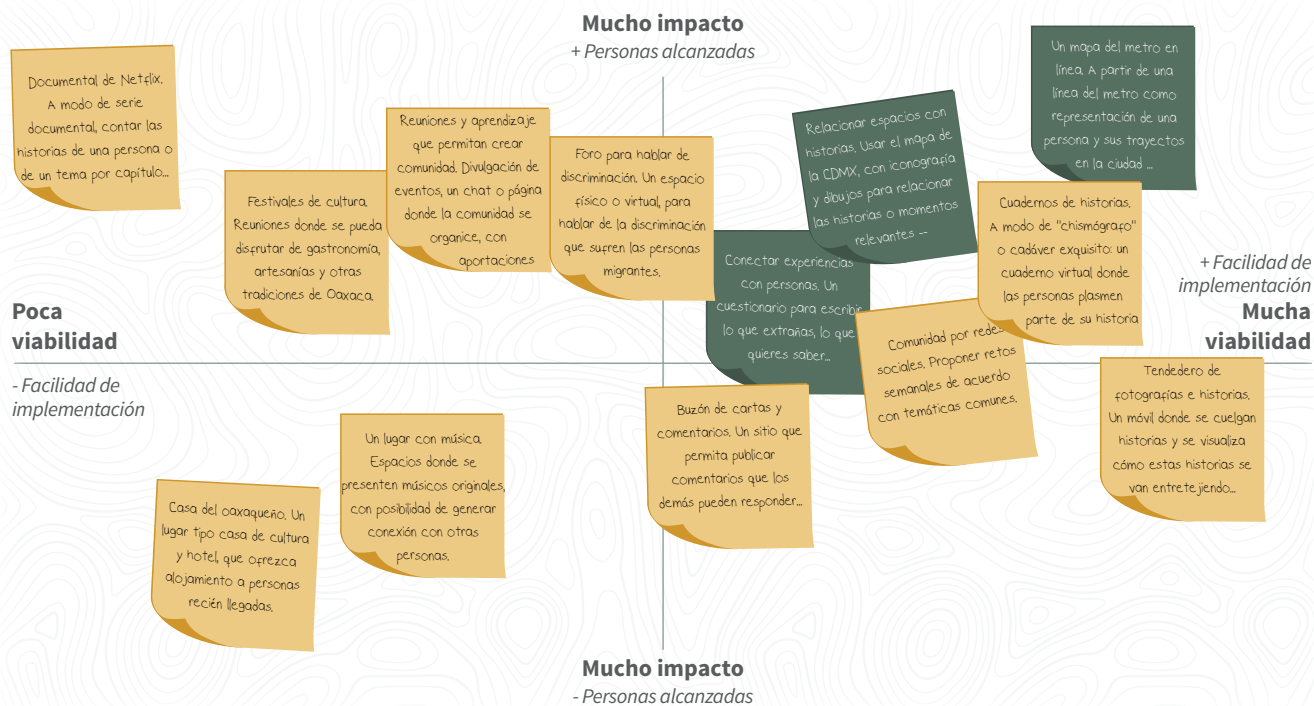 Mucho impacto
+ Personas alcanzadas
Documental de Netflix.
A modo de serie
documental, contar las
historias de una persona o
de un tema por capítulo...
Festivales de cultura.
Reuniones donde se pueda
disfrutar de gastronomía,
artesanías y otras
tradiciones de Oaxaca.
Reuniones y aprendizaje
que permitan crear
comunidad. Divulgación de
eventos, un chat o página
donde la comunidad se
organice, con
aportaciones
Foro para hablar de
discriminación. Un espacio
físico o virtual, para
hablar de la discriminación
que sufren las personas
migrantes.
Relacionar espacios con
historias. Usar el mapa de
la CDMX, con iconografía
y dibujos para relacionar
las historias o momentos
relevantes --
Un mapa del metro en
línea. A partir de una
línea del metro como
representación de una
persona y sus trayectos
en la ciudad ...
Cuadernos de historias.
A modo de "chismógrafo"
o cadáver exquisito: un
cuaderno virtual donde
las personas plasmen
parte de su historia
Conectar experiencias
con personas. Un
cuestionario para escribir
lo que extrañas, lo que
quieres saber...
+ Facilidad de
implementación
Mucha
viabilidad
Poca
viabilidad
- Facilidad de
implementación
Comunidad por redes
sociales. Proponer retos
semanales de acuerdo
con temáticas comunes.
Tendedero de
fotografías e historias.
Un móvil donde se cuelgan
historias y se visualiza
cómo estas historias se
van entretejiendo...
Buzón de cartas y
comentarios. Un sitio que
permita publicar
comentarios que los
demás pueden responder...
Un lugar con música.
Espacios donde se
presenten músicos originales,
con posibilidad de generar
conexión con otras
personas.
Casa del oaxaqueño. Un
lugar tipo casa de cultura
y hotel, que ofrezca
alojamiento a personas
recién llegadas.
Mucho impacto
- Personas alcanzadas